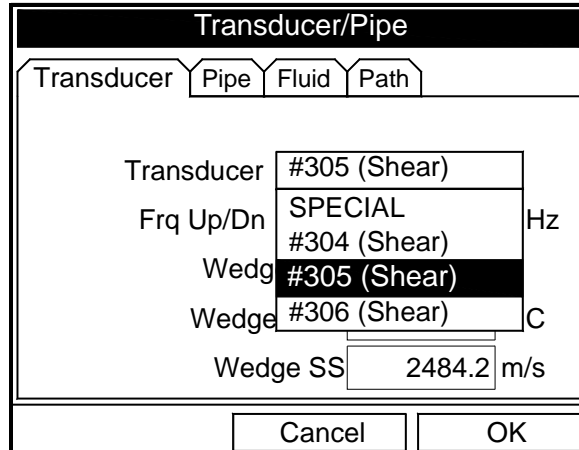 Transducer/Pipe
Transducer Pipe Fluid Path
Transducer #305 (Shear)
SPECIAL
Frq Up/Dn Hz
#304 (Shear)
Wedg #305 (Shear)
Wedge #306 (Shear) C
Wedge SS 2484.2 m/s
Cancel OK